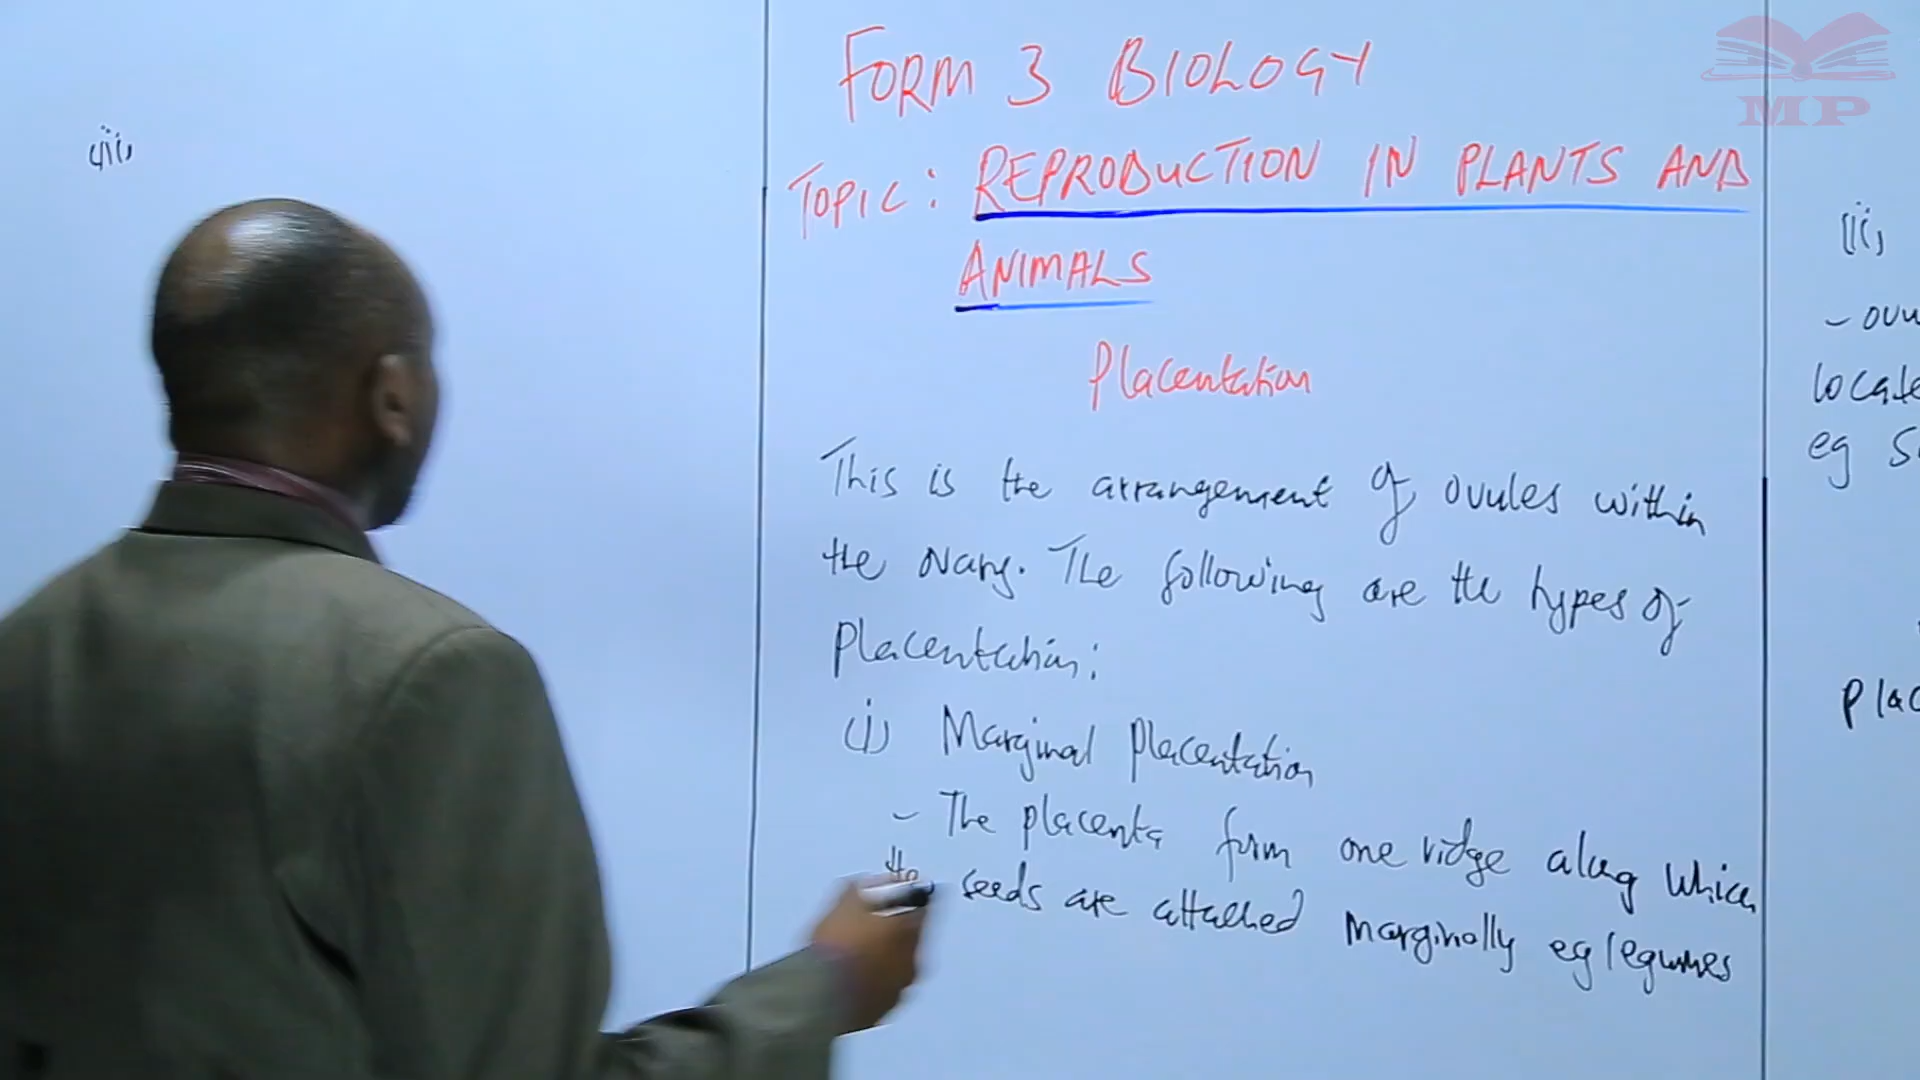 FORM 3 BIOLOGY
TOPIC: REPRODUCTION IN PLANTS AND
ANIMALS
Placentation
This is the arrangement of ovules within
the ovary. The following are the types of
Placentation:
(i) Marginal Placentation
- The placenta form one ridge along which
the seeds are attached marginally eg legumes
(ii)
(ii)
- ovu
locate
eg S
plac
MP